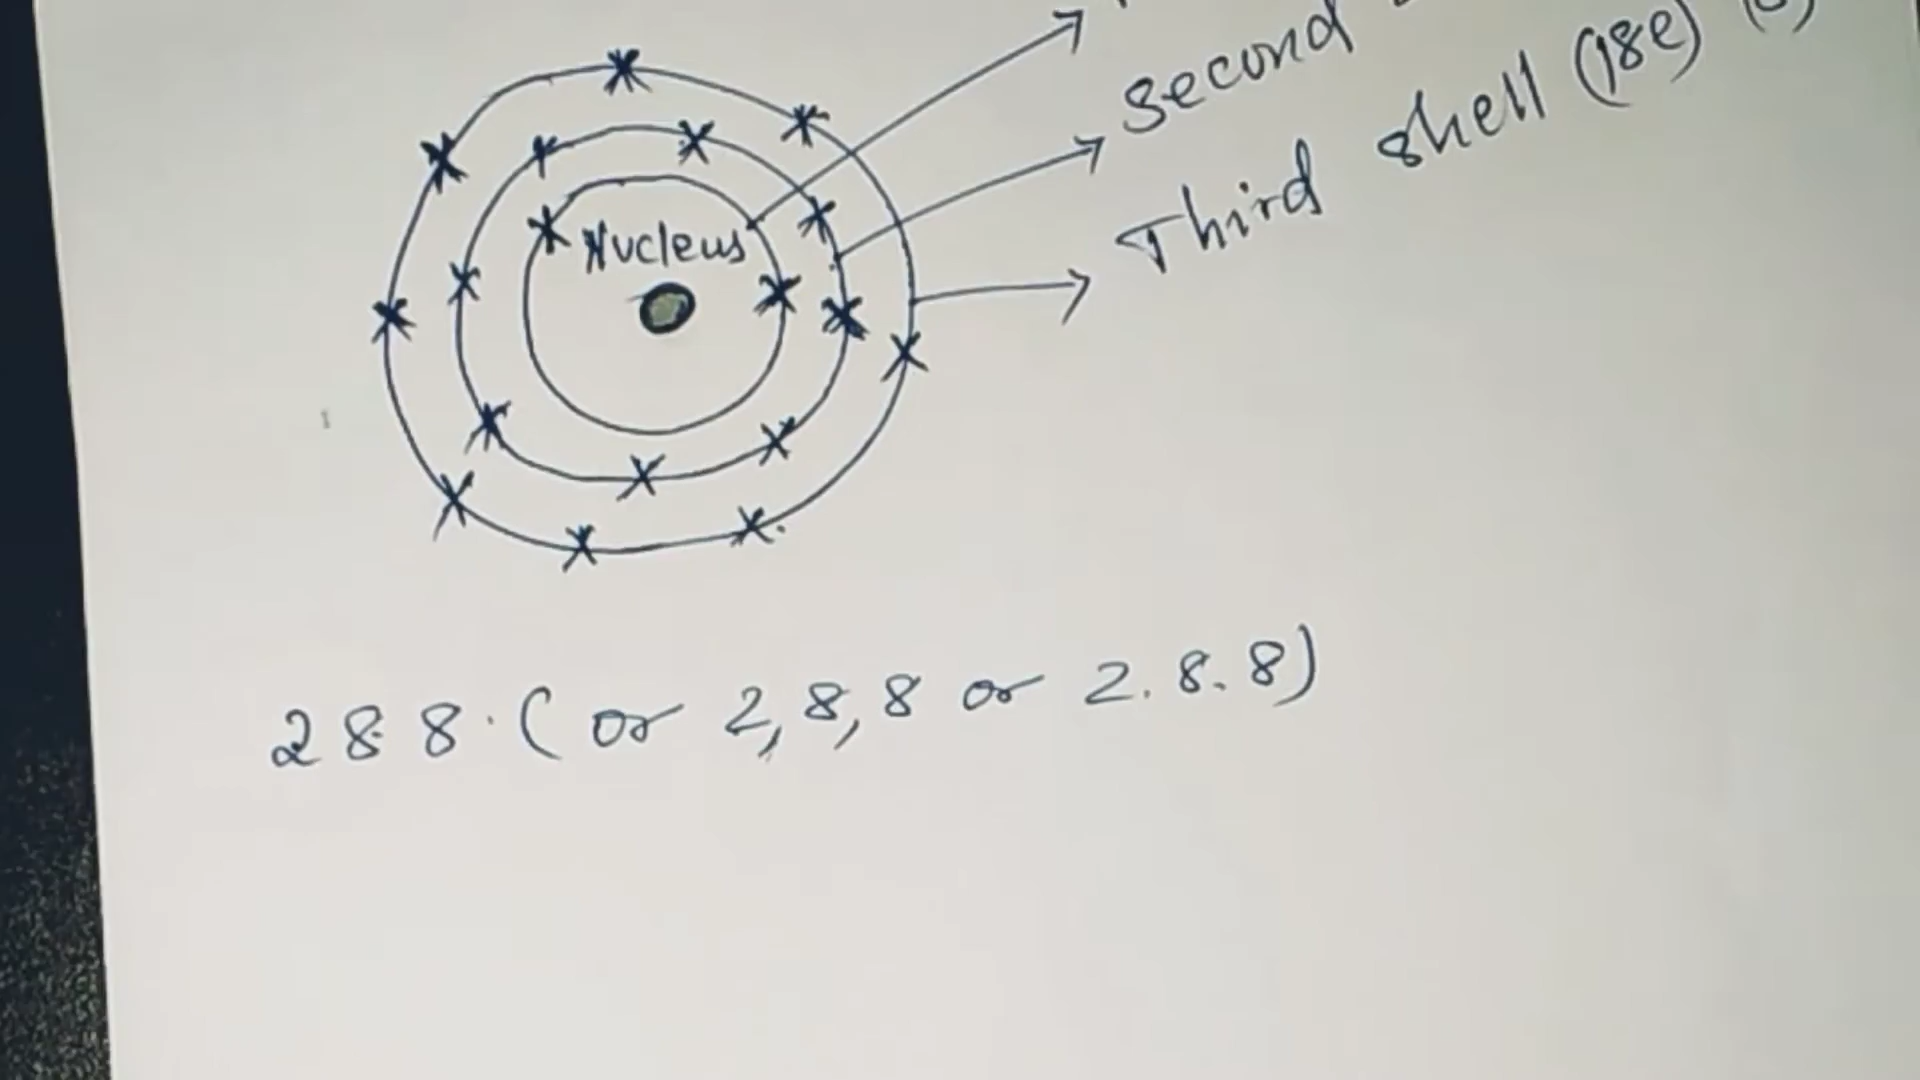 Second
Third shell (18e)
Nucleus
2 8 8 . ( or 2,8,8 or 2.8.8)